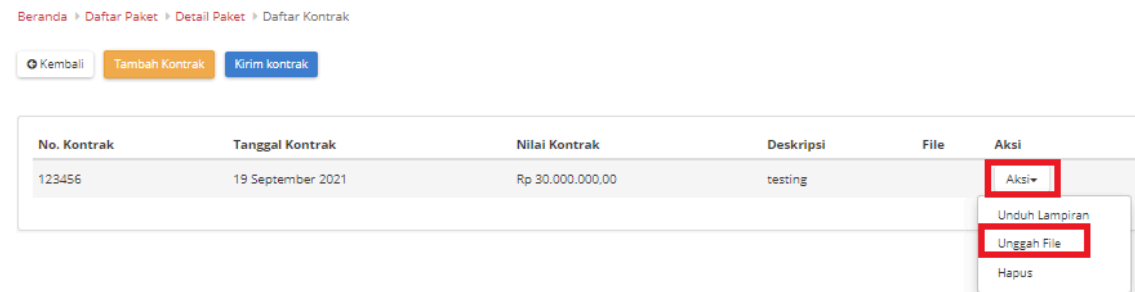 Beranda Daftar Paket Detail Paket Daftar Kontrak
Kembali Tambah Kontrak Kirim kontrak
No. Kontrak Tanggal Kontrak Nilai Kontrak Deskripsi File Aksi
123456 19 September 2021 Rp 30.000.000,00 testing Aksi
Unduh Lampiran
Unggah File
Hapus